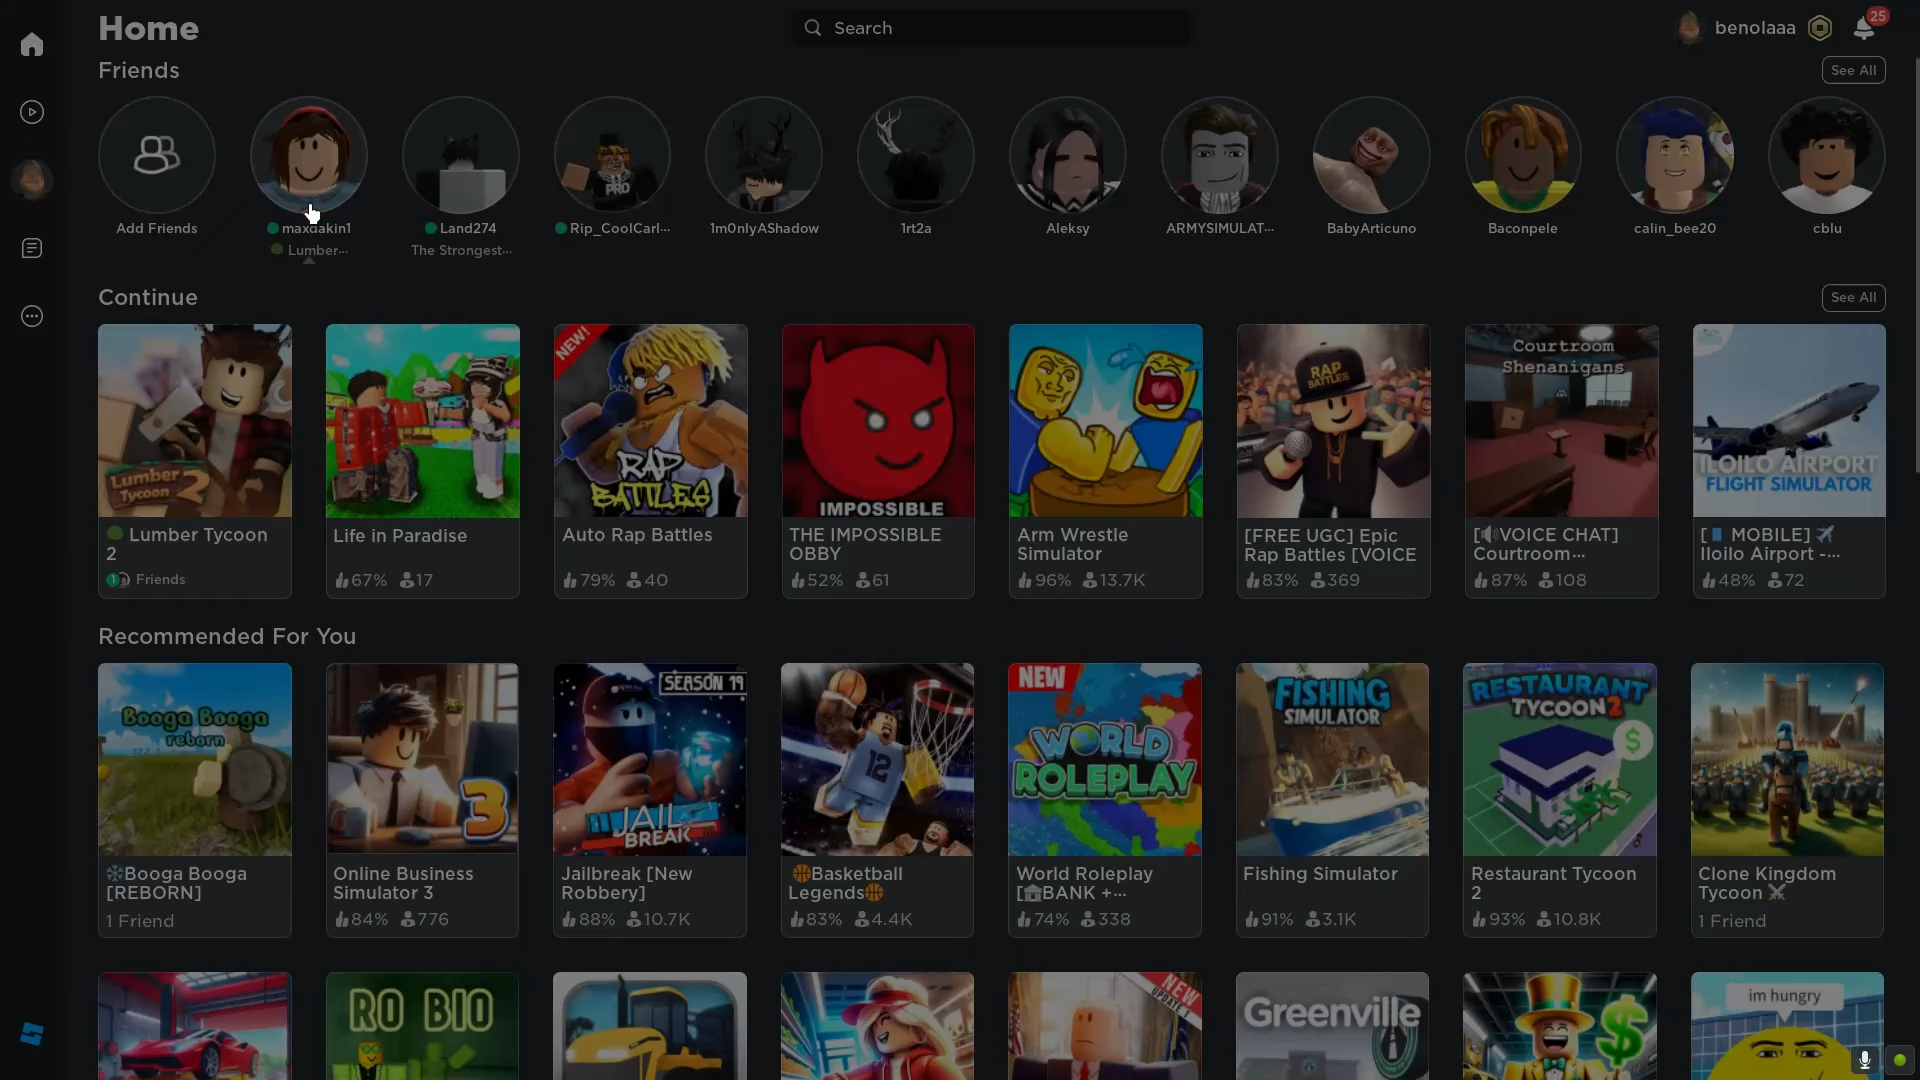 Home
Search
benolaaa
25
Friends
See All
Add Friends
maxdakin1
Lumber...
Land274
The Strongest...
PRO
Rip_CoolCarl...
1m0nlyAShadow
1rt2a
Aleksy
ARMYSIMULAT...
BabyArticuno
Baconpele
calin_bee20
cblu
Continue
See All
Lumber
Tycoon 2
NEW!
RAP
BATTLES
IMPOSSIBLE
RAP
BATTLES
Courtroom
Shenanigans
ILOILO AIRPORT
FLIGHT SIMULATOR
Lumber Tycoon
2
1 Friends
Life in Paradise
67% 17
Auto Rap Battles
79% 40
THE IMPOSSIBLE
OBBY
52% 61
Arm Wrestle
Simulator
96% 13.7K
[FREE UGC] Epic
Rap Battles [VOICE
83% 369
[🔊VOICE CHAT]
Courtroom...
87% 108
[📱 MOBILE] ✈️
Iloilo Airport -...
48% 72
Recommended For You
Booga Booga
reborn
3
SEASON 19
JAIL
BREAK
12
NEW
WORLD
ROLEPLAY
FISHING
SIMULATOR
RESTAURANT
TYCOON 2
$
❄️Booga Booga
[REBORN]
1 Friend
Online Business
Simulator 3
84% 776
Jailbreak [New
Robbery]
88% 10.7K
🏀Basketball
Legends🏀
83% 4.4K
World Roleplay
[🏦BANK +...
74% 338
Fishing Simulator
91% 3.1K
Restaurant Tycoon
2
93% 10.8K
Clone Kingdom
Tycoon ⚔️
1 Friend
RO BIO
NEW
UPDATE 1
Greenville
$
im hungry